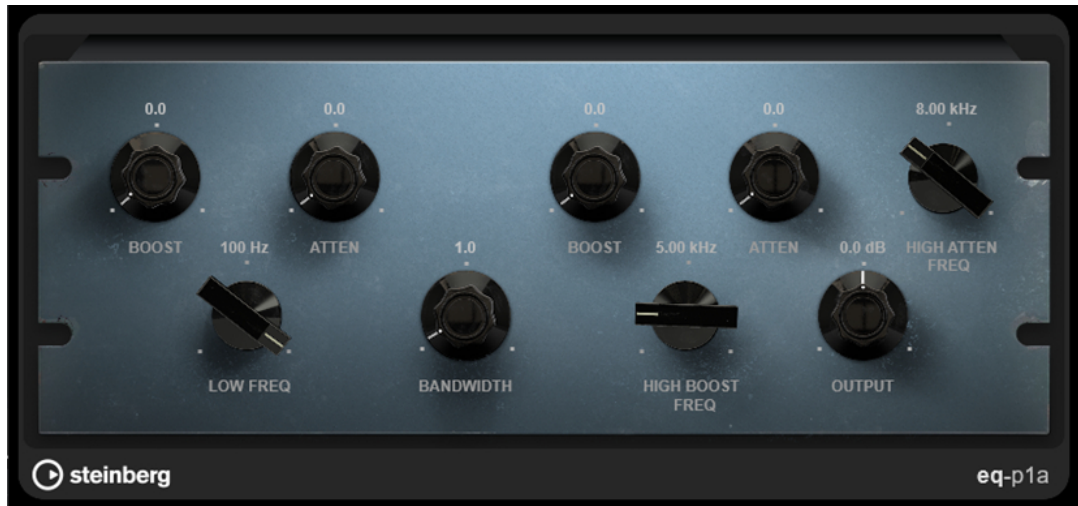 0.0 0.0 0.0 0.0 8.00 kHz
BOOST ATTEN BOOST ATTEN HIGH ATTEN
FREQ
100 Hz 1.0 5.00 kHz 0.0 dB
LOW FREQ BANDWIDTH HIGH BOOST OUTPUT
FREQ
steinberg eq-p1a